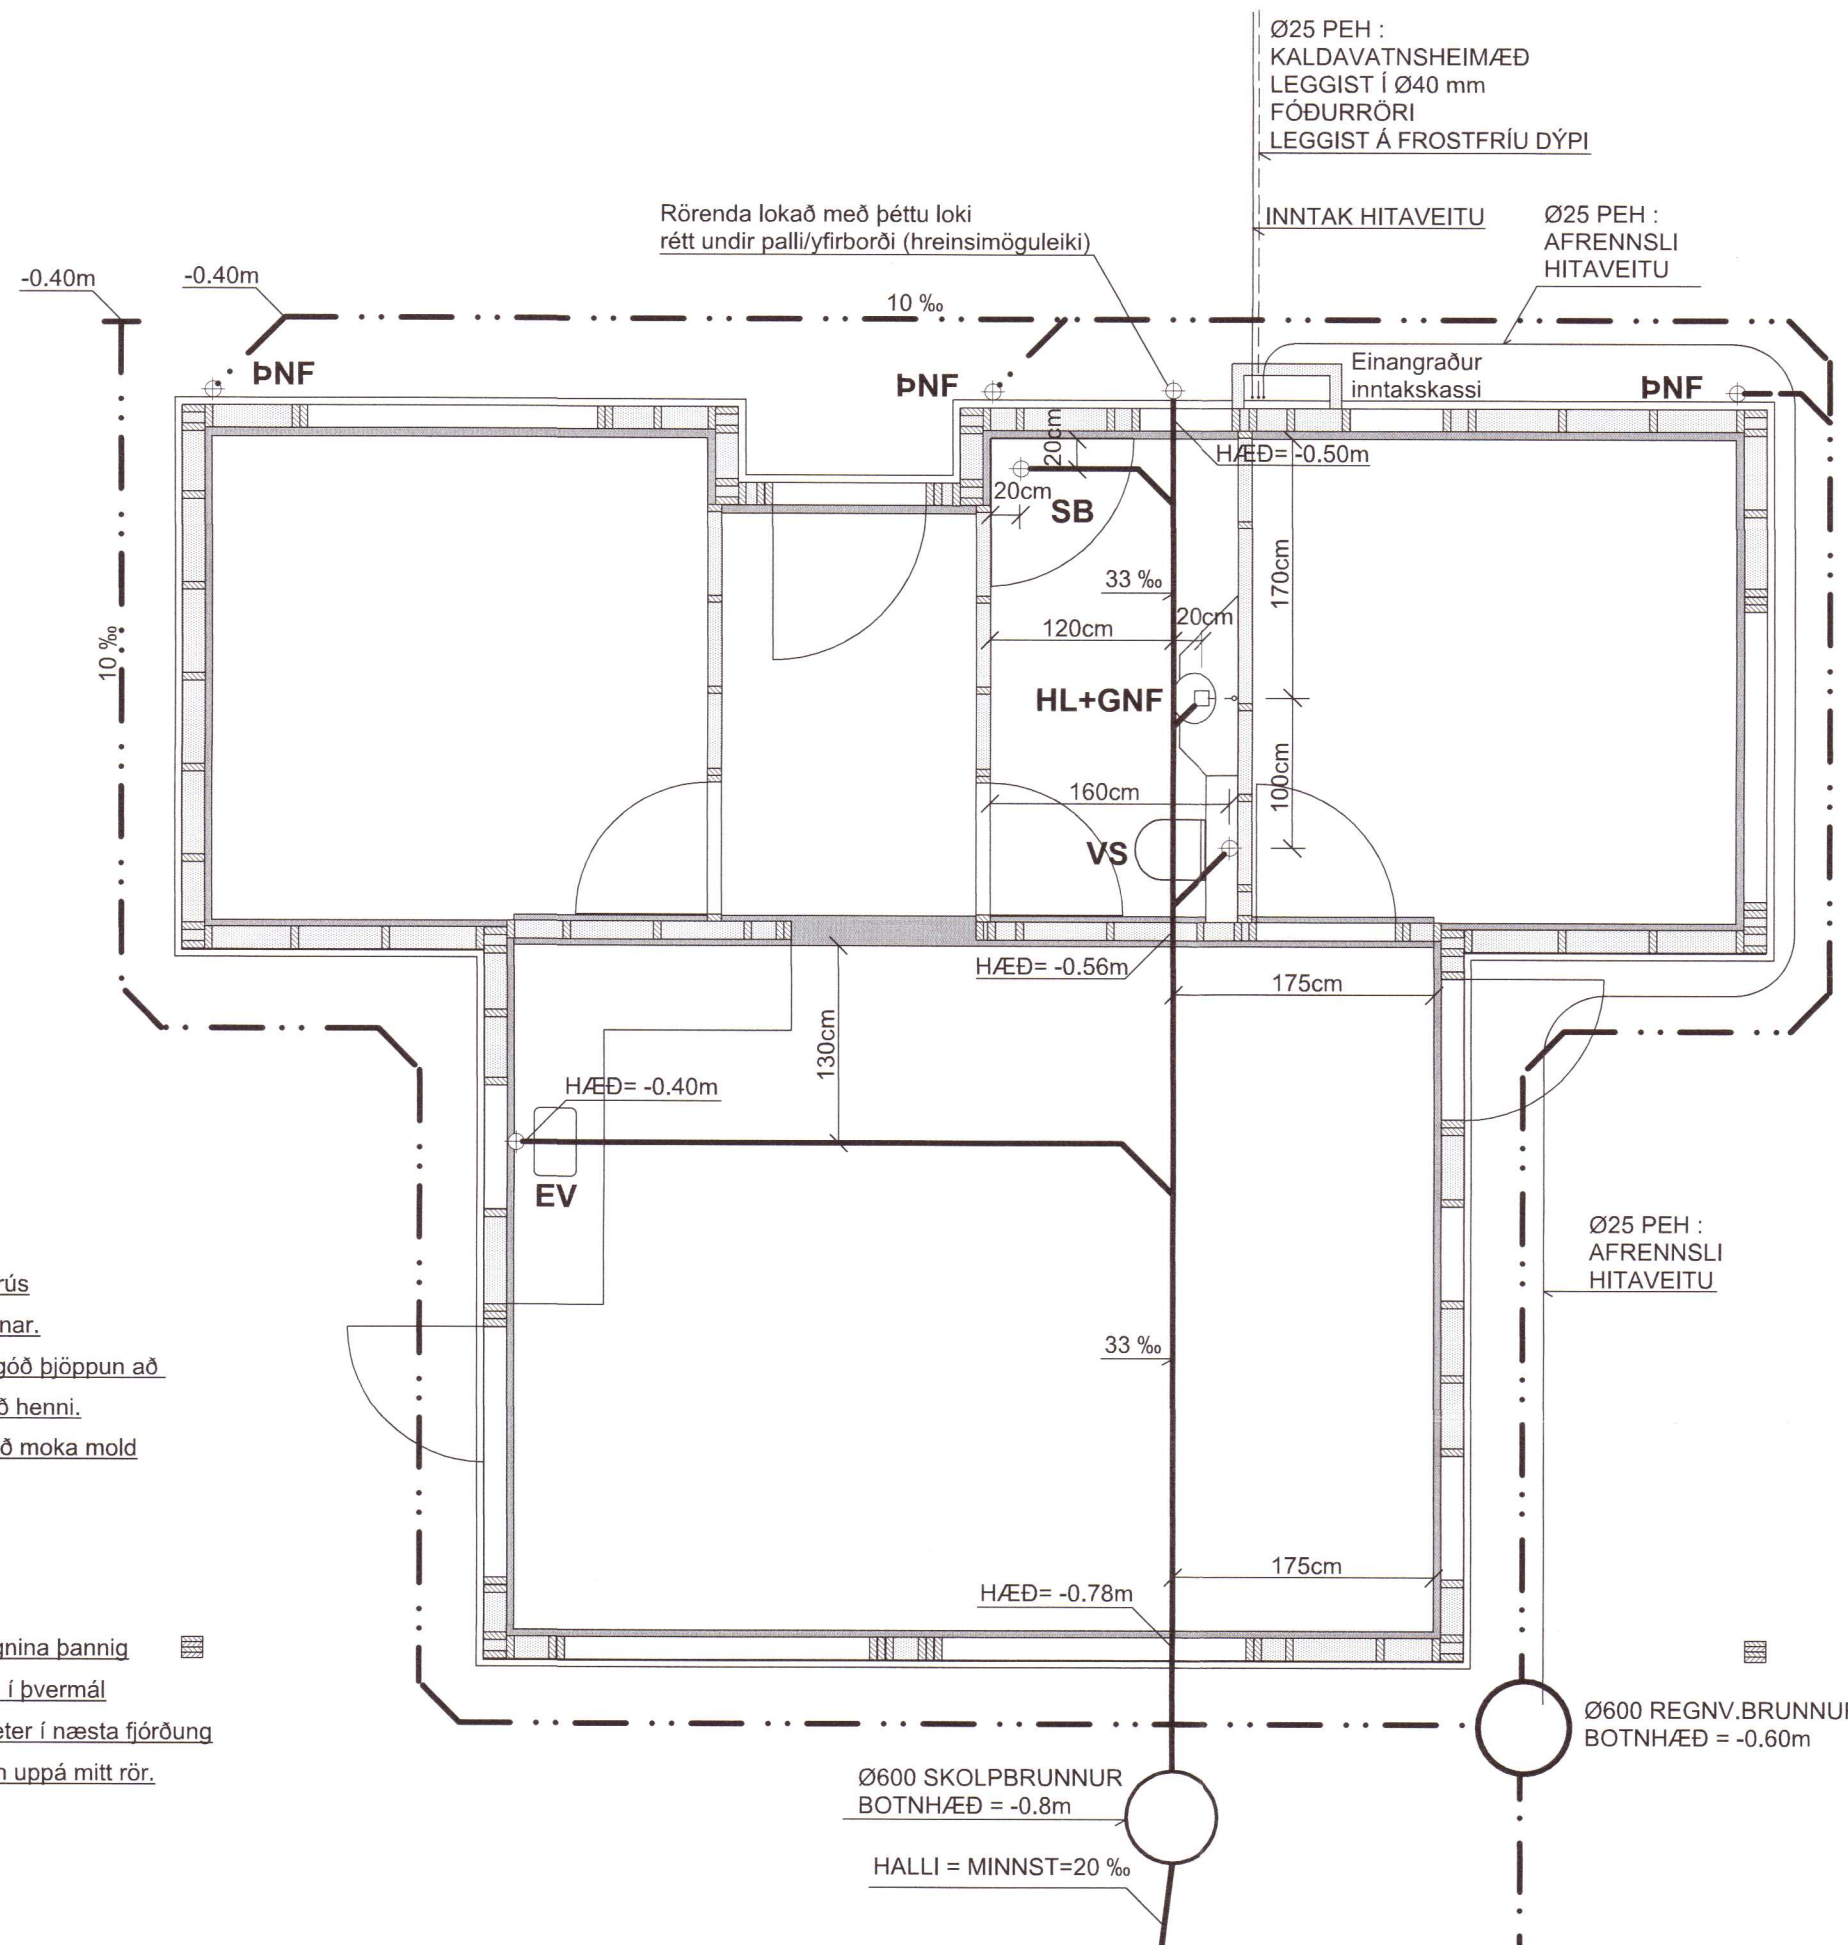 Ø25 PEH :
KALDAVATNSHEIMÆÐ
LEGGIST Í Ø40 mm
FÓÐURRÖRI
LEGGIST Á FROSTFRÍU DÝPI
Rörenda lokað með þéttu loki
rétt undir palli/yfirborði (hreinsimöguleiki)
INNTAK HITAVEITU
Ø25 PEH :
AFRENNSLI
HITAVEITU
-0.40m
-0.40m
10 ‰
ÞNF
ÞNF
Einangraður
inntakskassi
ÞNF
20cm
HÆÐ= -0.50m
20cm
SB
170cm
33 ‰
20cm
120cm
10 ‰
HL+GNF
100cm
160cm
VS
HÆÐ= -0.56m
175cm
130cm
HÆÐ= -0.40m
EV
Ø25 PEH :
AFRENNSLI
HITAVEITU
rús
nar.
góð þjöppun að
ð henni.
ð moka mold
33 ‰
175cm
HÆÐ= -0.78m
gnina þannig
í þvermál
eter í næsta fjórðung
n uppá mitt rör.
Ø600 REGNV.BRUNNUR
BOTNHÆÐ = -0.60m
Ø600 SKOLPBRUNNUR
BOTNHÆÐ = -0.8m
HALLI = MINNST=20 ‰